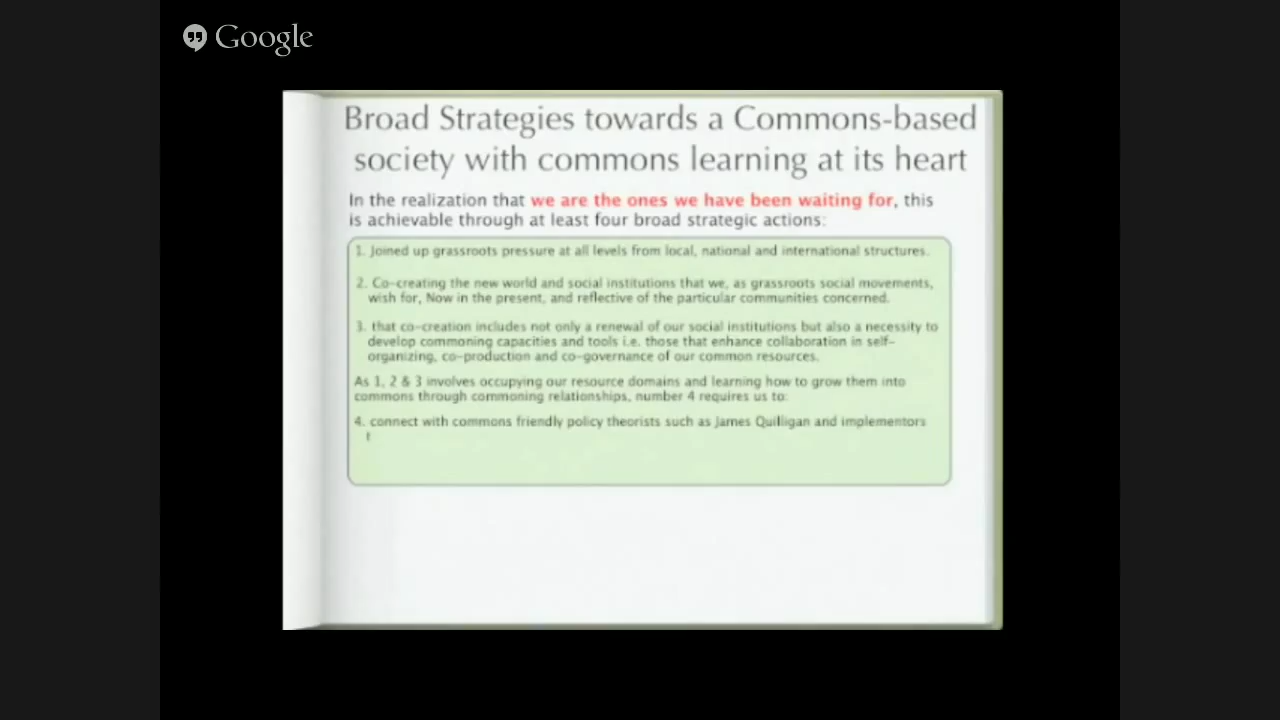 Google
Broad Strategies towards a Commons-based
society with commons learning at its heart
In the realization that we are the ones we have been waiting for, this
is achievable through at least four broad strategic actions:
1. Joined up grassroots pressure at all levels from local, national and international structures.
2. Co-creating the new world and social institutions that we, as grassroots social movements,
wish for, Now in the present, and reflective of the particular communities concerned.
3. that co-creation includes not only a renewal of our social institutions but also a necessity to
develop commoning capacities and tools i.e. those that enhance collaboration in self-
organizing, co-production and co-governance of our common resources.
As 1, 2 & 3 involves occupying our resource domains and learning how to grow them into
commons through commoning relationships, number 4 requires us to:
4. connect with commons friendly policy theorists such as James Quilligan and implementors
t